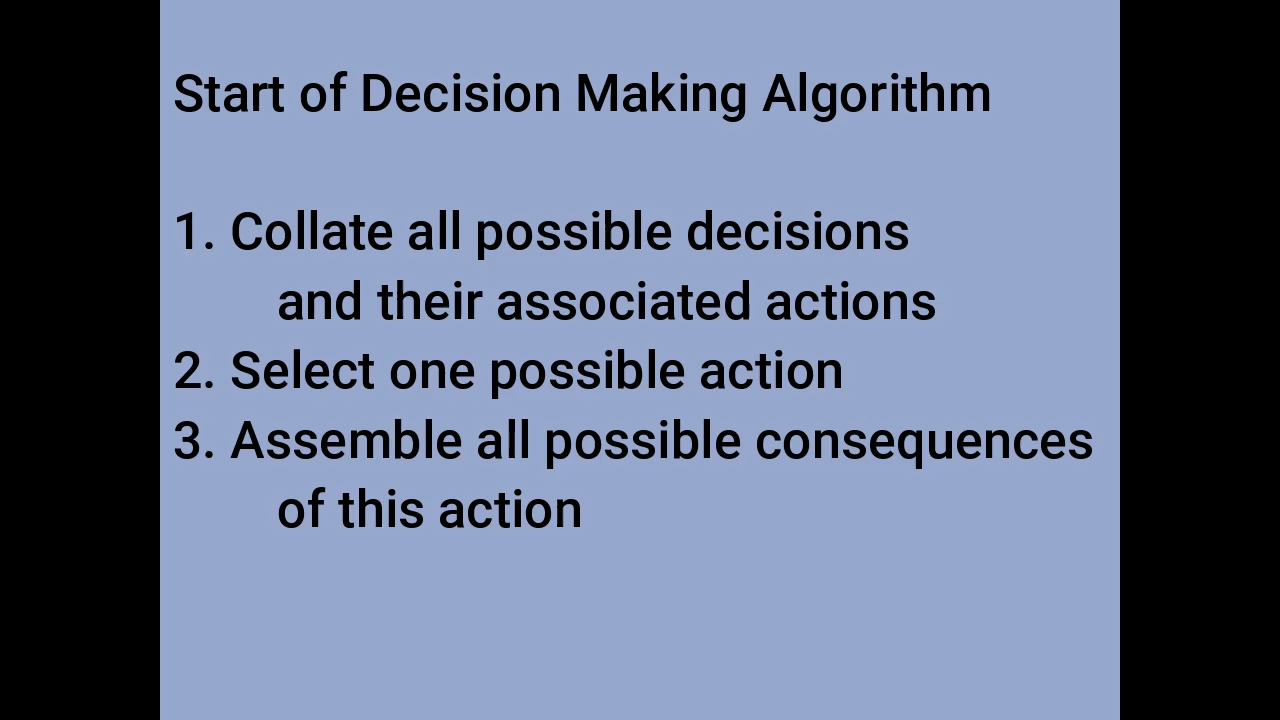 Start of Decision Making Algorithm
1. Collate all possible decisions
and their associated actions
2. Select one possible action
3. Assemble all possible consequences
of this action